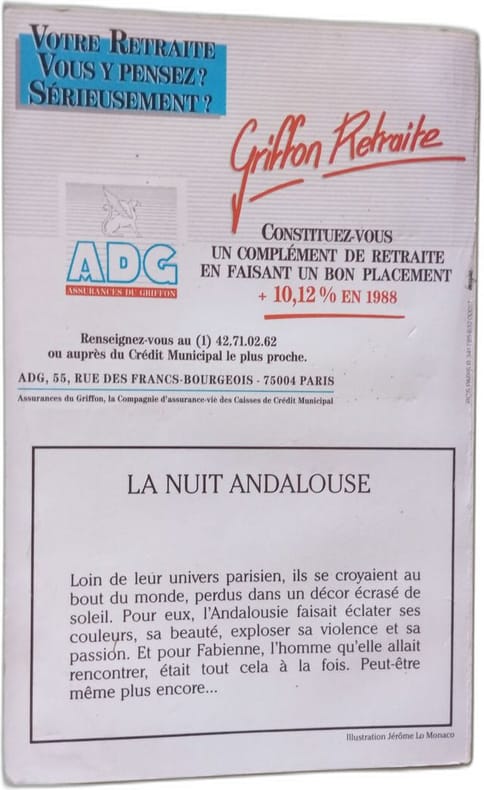 VOTRE RETRAITE
VOUS Y PENSEZ?
SÉRIEUSEMENT?
Griffon Retraite
ADG
ASSURANCES DU GRIFFON
CONSTITUEZ-VOUS
UN COMPLÉMENT DE RETRAITE
EN FAISANT UN BON PLACEMENT
+ 10,12 % EN 1988
Renseignez-vous au (1) 42.71.02.62
ou auprès du Crédit Municipal le plus proche.
ADG, 55, RUE DES FRANCS-BOURGEOIS - 75004 PARIS
Assurances du Griffon, la Compagnie d'assurance-vie des Caisses de Crédit Municipal
LA NUIT ANDALOUSE
Loin de leur univers parisien, ils se croyaient au
bout du monde, perdus dans un décor écrasé de
soleil. Pour eux, l'Andalousie faisait éclater ses
couleurs, sa beauté, exploser sa violence et sa
passion. Et pour Fabienne, l'homme qu'elle allait
rencontrer, était tout cela à la fois. Peut-être
même plus encore...
Illustration Jérôme Lo Monaco